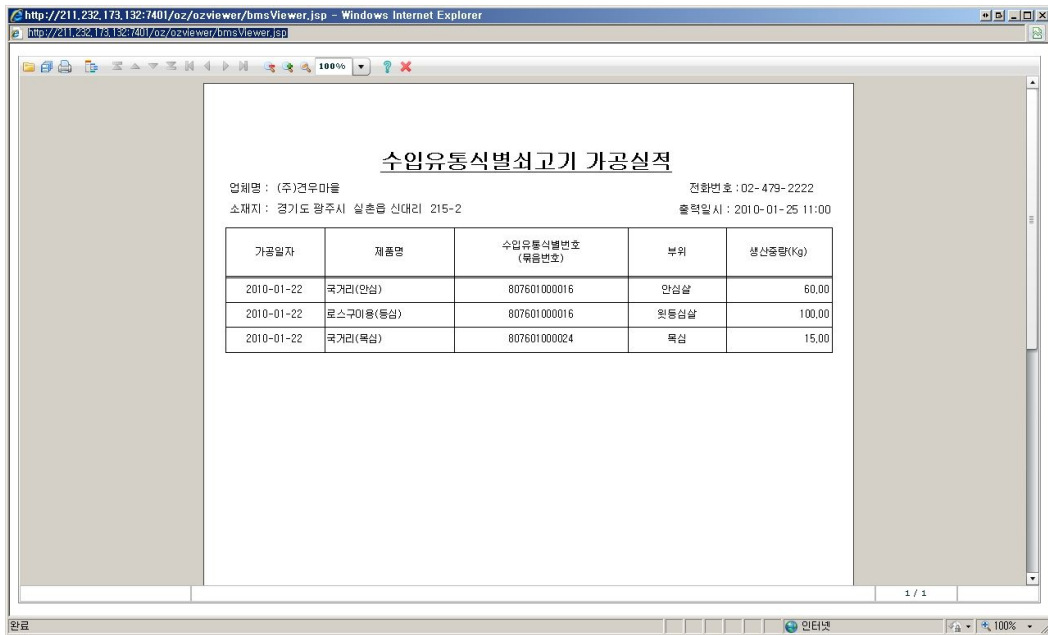 http://211,232,173,132:7401/oz/ozviewer/bmsViewer.jsp - Windows Internet Explorer
http://211,232,173,132:7401/oz/ozviewer/bmsViewer.jsp
100%
수입유통식별쇠고기 가공실적
업체명 : (주)견우마을 전화번호 : 02-479-2222
소재지 : 경기도 광주시 실촌읍 신대리 215-2 출력일시 : 2010-01-25 11:00
가공일자 제품명 수입유통식별번호 (묶음번호) 부위 생산중량(Kg)
2010-01-22 국거리(안심) 807601000016 안심살 60,00
2010-01-22 로스구이용(등심) 807601000016 윗등심살 100,00
2010-01-22 국거리(목심) 807601000024 목심 15,00
1 / 1
완료 인터넷 100%